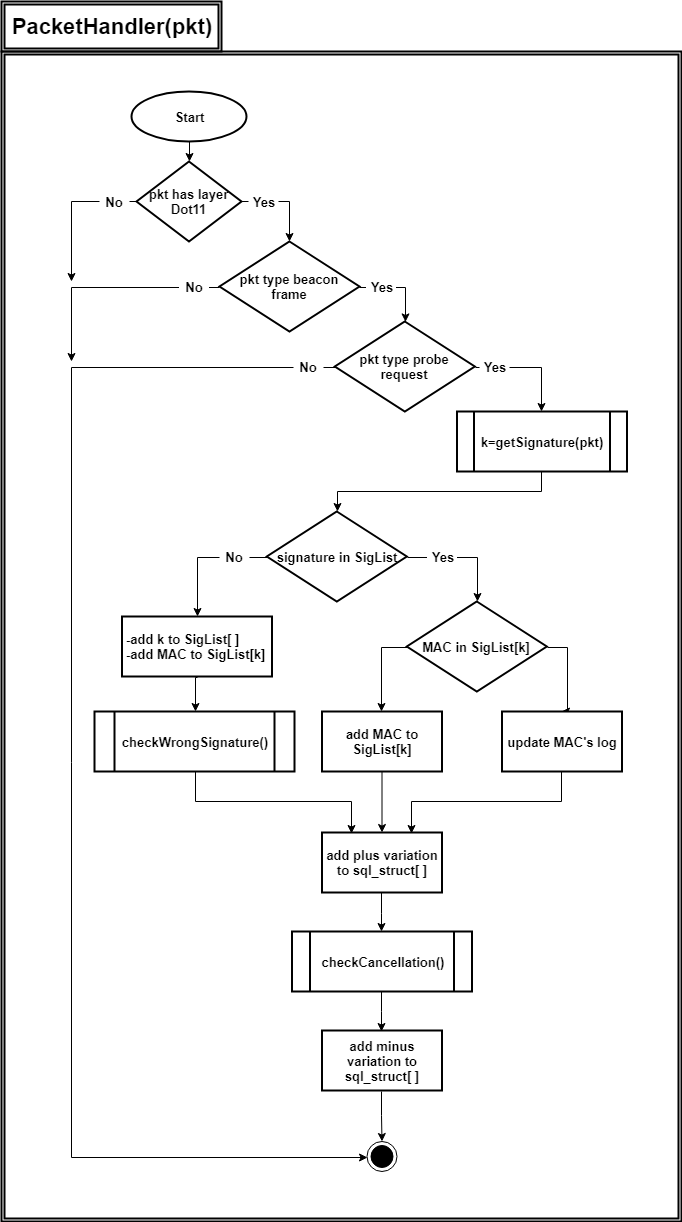 PacketHandler(pkt)
Start
pkt has layer
Dot11
No
Yes
pkt type beacon
frame
No
Yes
pkt type probe
request
No
Yes
k=getSignature(pkt)
signature in SigList
No
Yes
-add k to SigList[ ]
-add MAC to SigList[k]
MAC in SigList[k]
checkWrongSignature()
add MAC to
SigList[k]
update MAC's log
add plus variation
to sql_struct[ ]
checkCancellation()
add minus
variation to
sql_struct[ ]